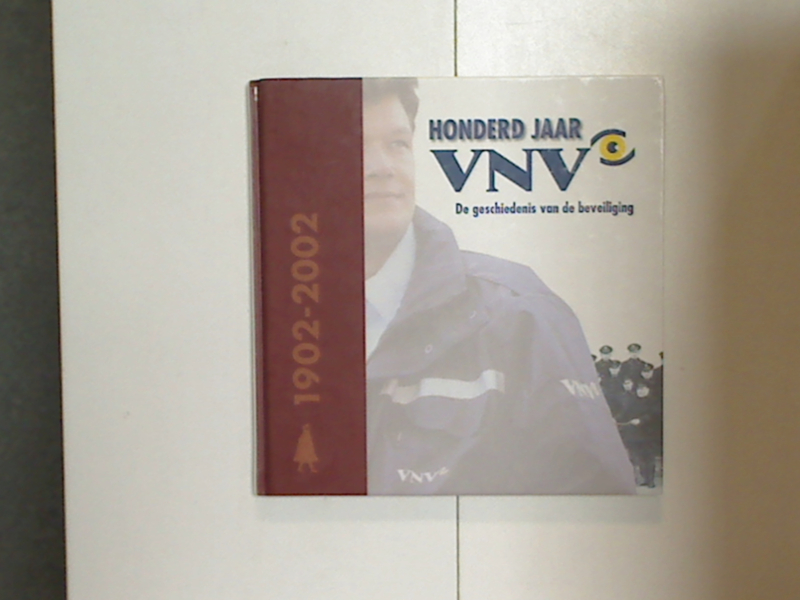 HONDERD JAAR
VNV
De geschiedenis van de beveiliging
1902-2002
VNV
VNV